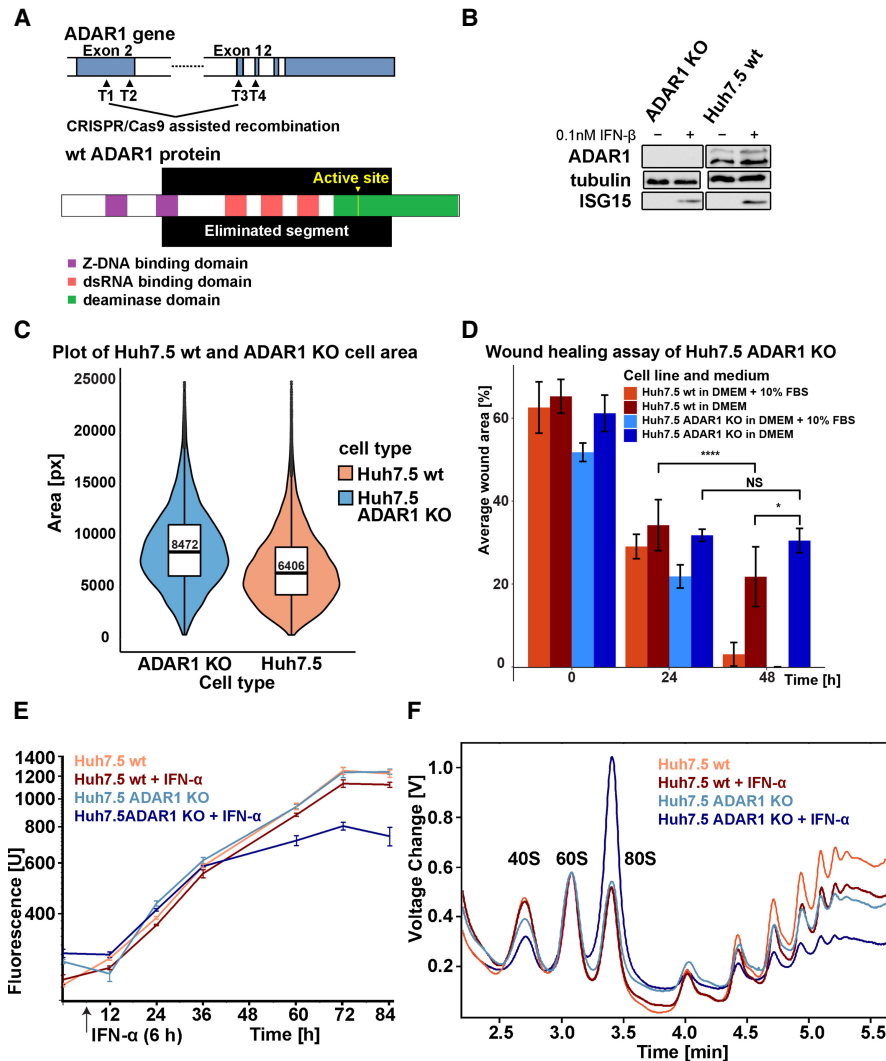 A
ADAR1 gene
Exon 2
Exon 12
T1 T2 T3 T4
CRISPR/Cas9 assisted recombination
wt ADAR1 protein
Active site
Eliminated segment
Z-DNA binding domain
dsRNA binding domain
deaminase domain
B
ADAR1 KO
Huh7.5 wt
0.1nM IFN-β − + − +
ADAR1
tubulin
ISG15
C
Plot of Huh7.5 wt and ADAR1 KO cell area
Area [px]
25000
20000
15000
10000
5000
0
8472
6406
cell type
Huh7.5 wt
Huh7.5
ADAR1 KO
ADAR1 KO
Huh7.5
Cell type
D
Wound healing assay of Huh7.5 ADAR1 KO
Cell line and medium
Huh7.5 wt in DMEM + 10% FBS
Huh7.5 wt in DMEM
Huh7.5 ADAR1 KO in DMEM + 10% FBS
Huh7.5 ADAR1 KO in DMEM
Average wound area [%]
60
40
20
0
****
NS
*
0 24 48 Time [h]
E
Huh7.5 wt
Huh7.5 wt + IFN-α
Huh7.5 ADAR1 KO
Huh7.5ADAR1 KO + IFN-α
Fluorescence [U]
1400
1200
1000
800
600
400
12 24 36 48 60 72 84
IFN-α (6 h)
Time [h]
F
Huh7.5 wt
Huh7.5 wt + IFN-α
Huh7.5 ADAR1 KO
Huh7.5 ADAR1 KO + IFN-α
40S 60S 80S
Voltage Change [V]
1.0
0.8
0.6
0.4
0.2
2.5 3.0 3.5 4.0 4.5 5.0 5.5
Time [min]